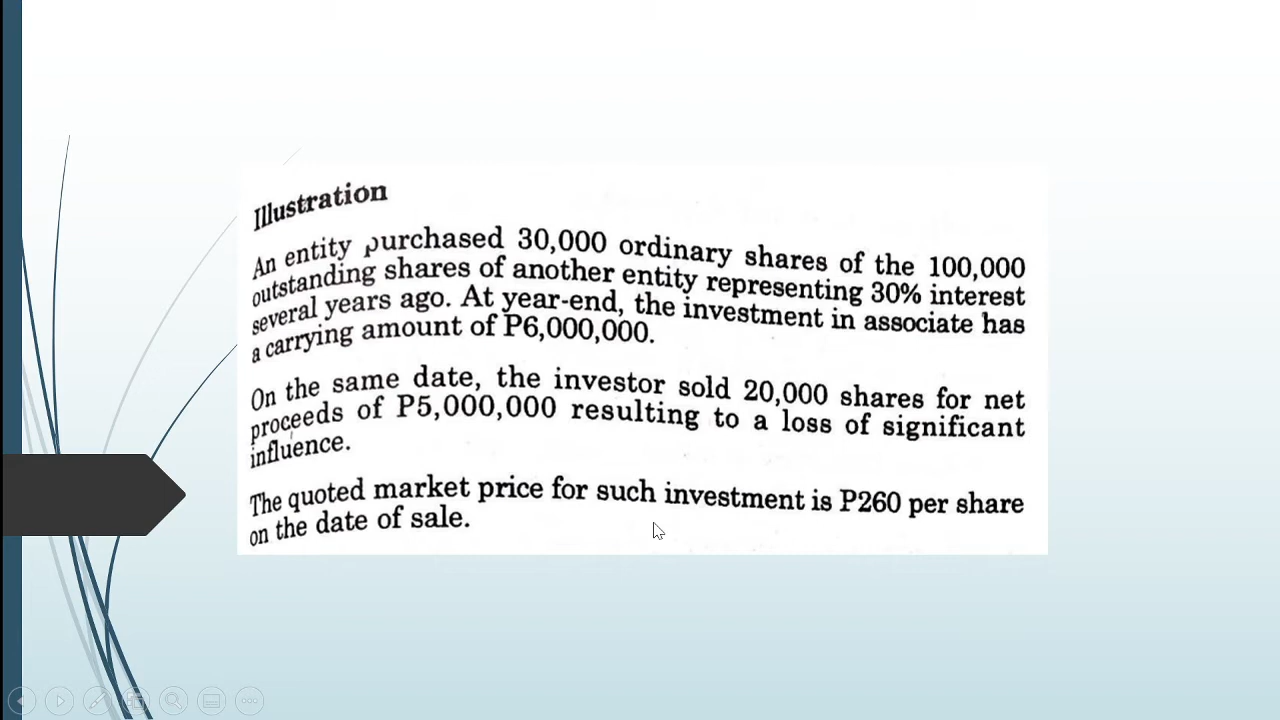 Illustration
An entity purchased 30,000 ordinary shares of the 100,000
outstanding shares of another entity representing 30% interest
several years ago. At year-end, the investment in associate has
a carrying amount of P6,000,000.
On the same date, the investor sold 20,000 shares for net
proceeds of P5,000,000 resulting to a loss of significant
influence.
The quoted market price for such investment is P260 per share
on the date of sale.